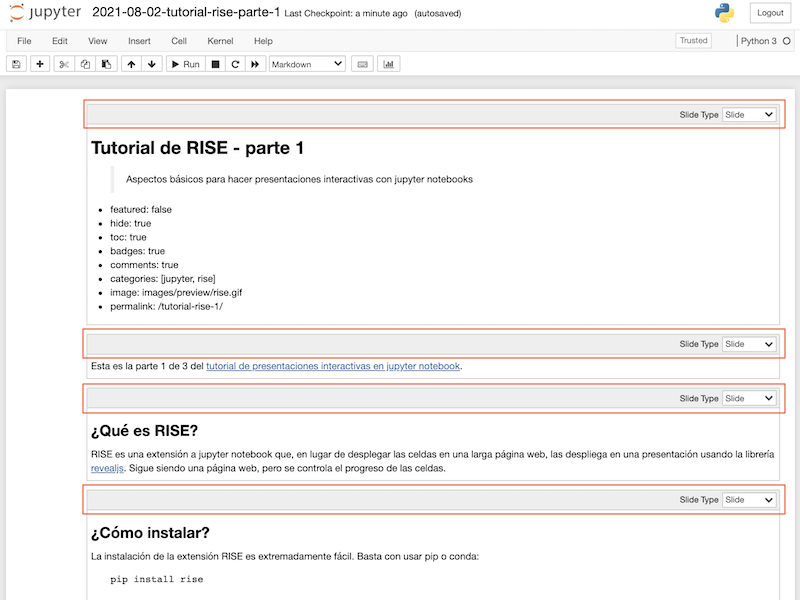 jupyter 2021-08-02-tutorial-rise-parte-1 Last Checkpoint: a minute ago (autosaved) Logout
File Edit View Insert Cell Kernel Help Trusted Python 3
Run Markdown
Slide Type Slide
Tutorial de RISE - parte 1
Aspectos básicos para hacer presentaciones interactivas con jupyter notebooks
• featured: false
• hide: true
• toc: true
• badges: true
• comments: true
• categories: [jupyter, rise]
• image: images/preview/rise.gif
• permalink: /tutorial-rise-1/
Slide Type Slide
Esta es la parte 1 de 3 del tutorial de presentaciones interactivas en jupyter notebook.
Slide Type Slide
¿Qué es RISE?
RISE es una extensión a jupyter notebook que, en lugar de desplegar las celdas en una larga página web, las despliega en una presentación usando la librería
revealjs. Sigue siendo una página web, pero se controla el progreso de las celdas.
Slide Type Slide
¿Cómo instalar?
La instalación de la extensión RISE es extremadamente fácil. Basta con usar pip o conda:
pip install rise